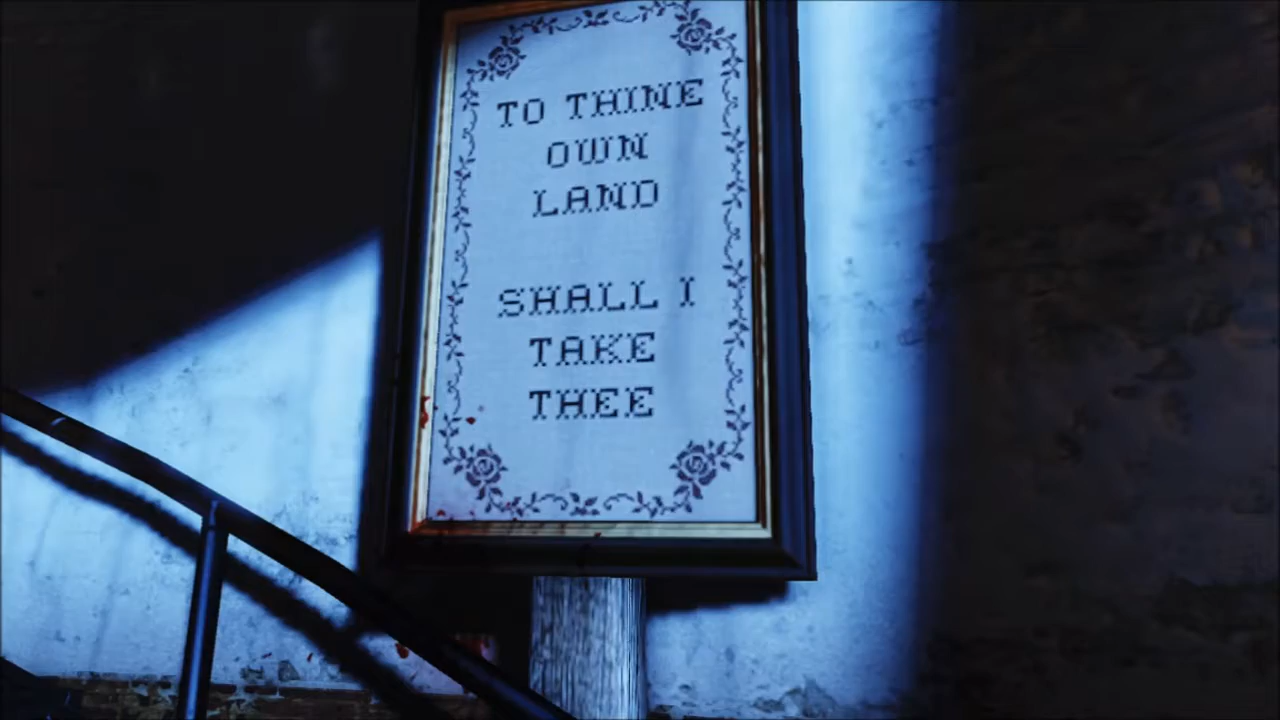 TO THINE
OWN
LAND
SHALL I
TAKE
THEE